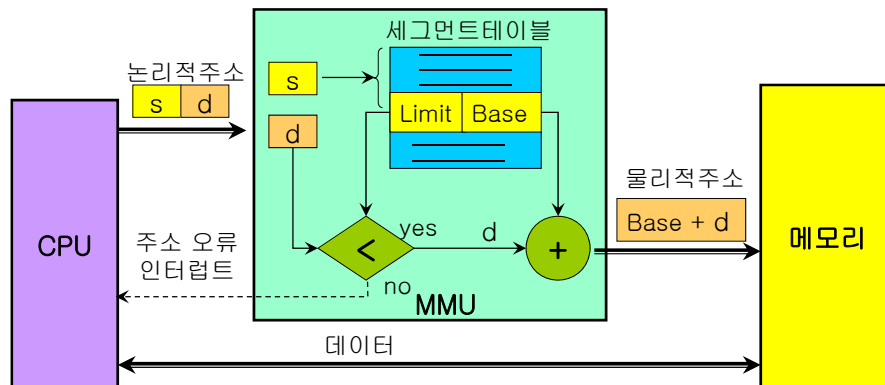 세그먼트테이블
논리적주소
s d
s
Limit Base
d
물리적주소
Base + d
CPU
주소 오류
인터럽트
<
yes
d
+
no
MMU
메모리
데이터